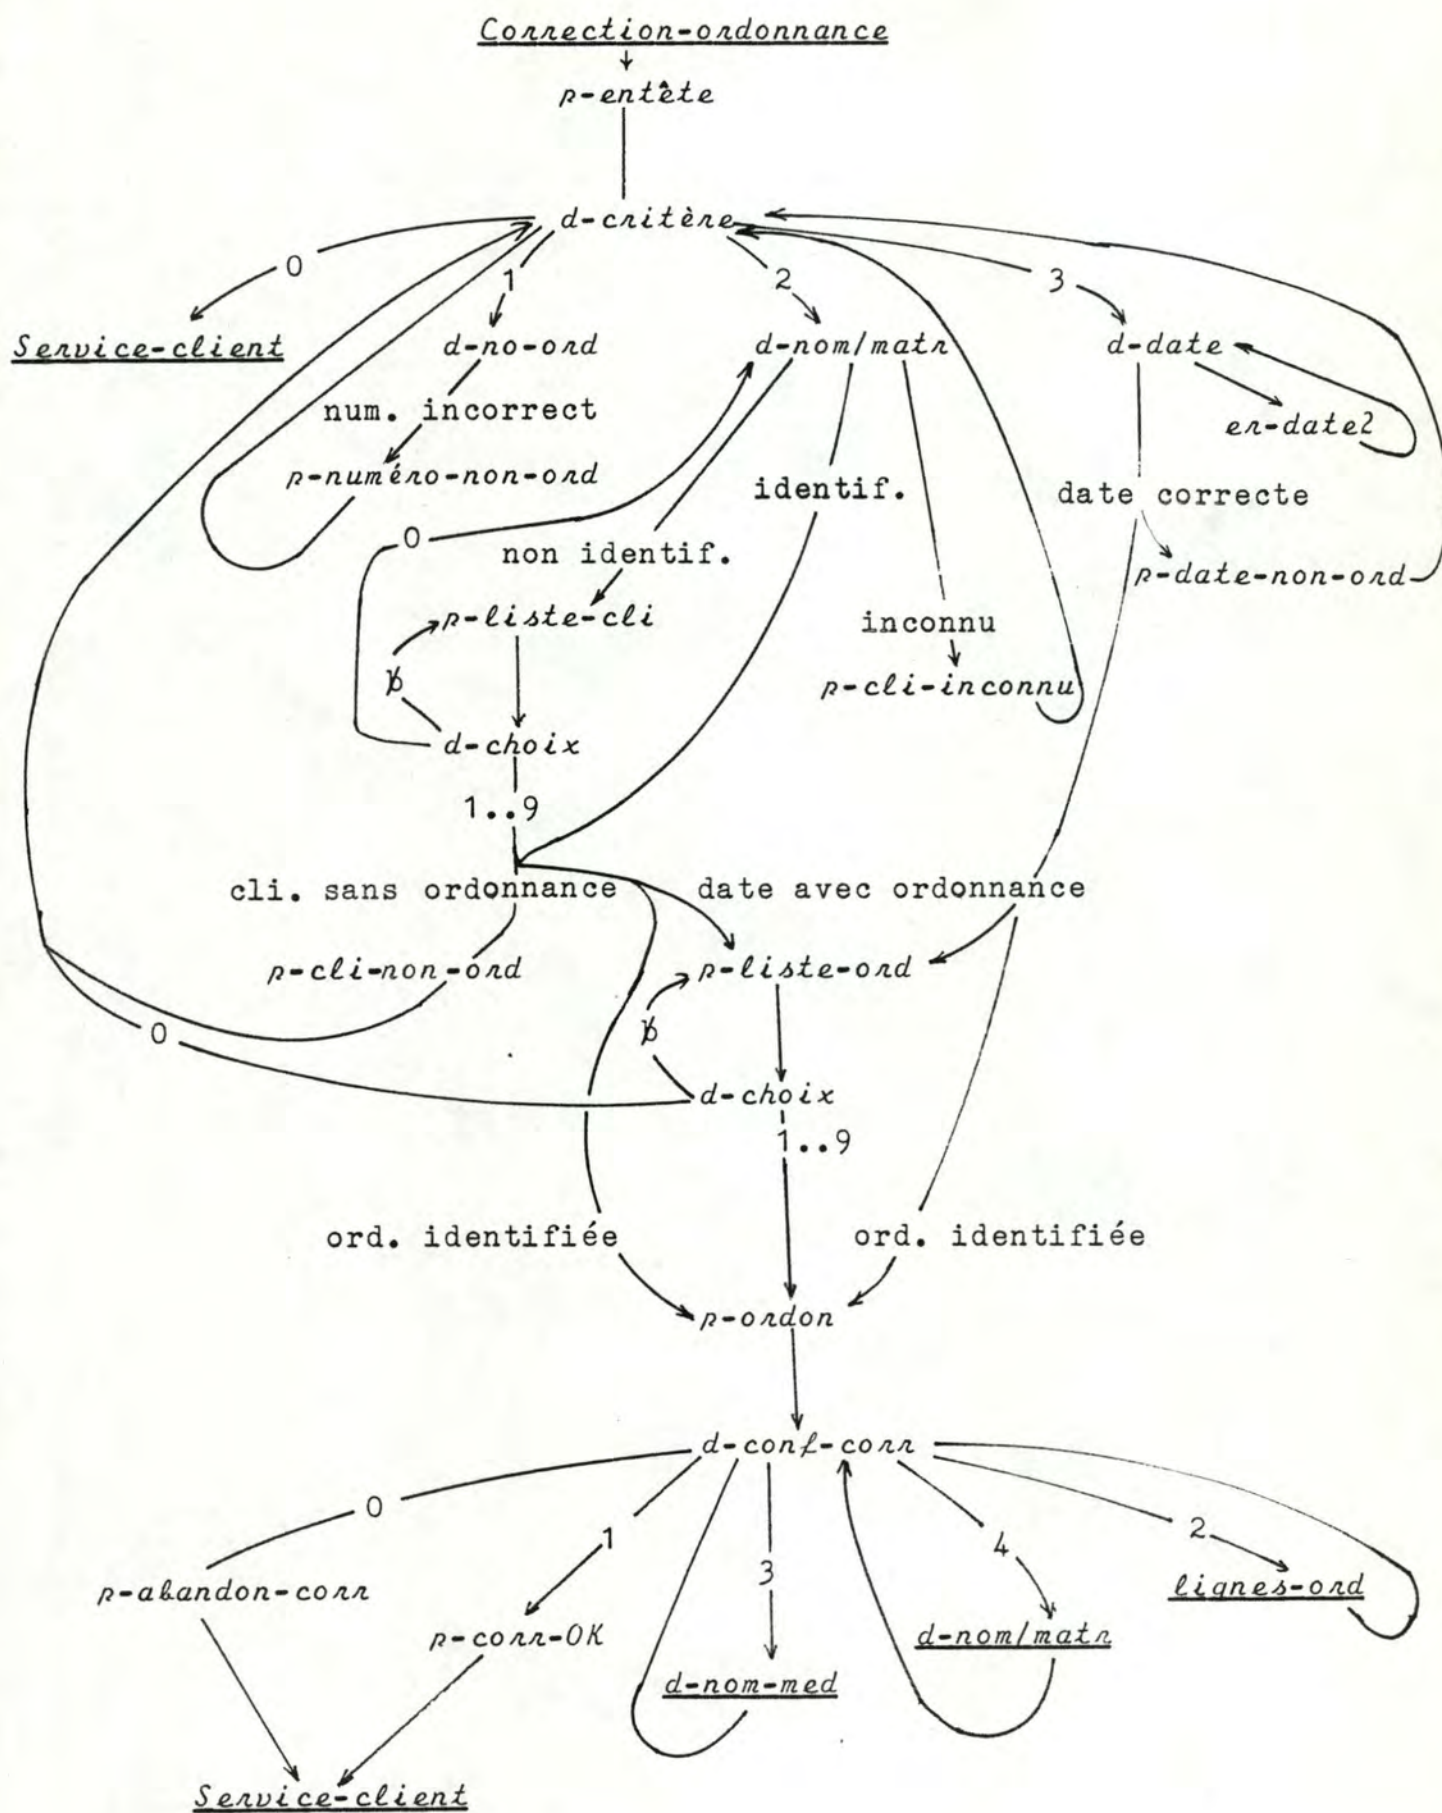 Correction-ordonnance
p-entête
d-critère
0
1
2
3
Service-client
d-no-ord
d-nom/matr
d-date
num. incorrect
er-date2
p-numéro-non-ord
identif.
date correcte
0
non identif.
p-date-non-ord
p-liste-cli
inconnu
ƀ
p-cli-inconnu
d-choix
1..9
cli. sans ordonnance
date avec ordonnance
p-cli-non-ord
p-liste-ord
0
ƀ
d-choix
1..9
ord. identifiée
ord. identifiée
p-ordon
d-conf-corr
0
1
3
4
2
p-abandon-corr
lignes-ord
p-corr-OK
d-nom/matr
d-nom-med
Service-client